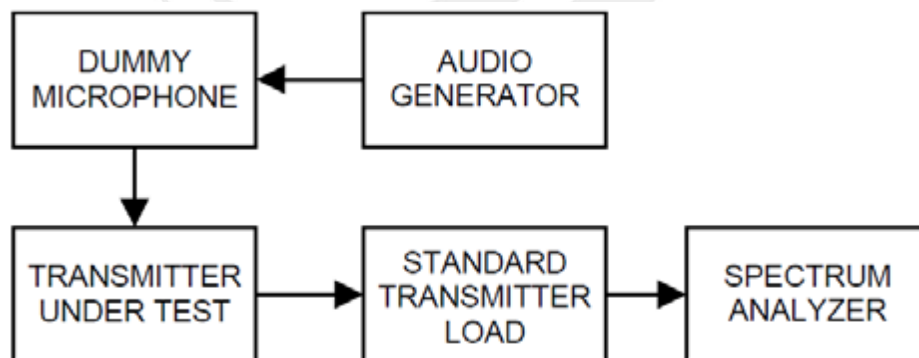 DUMMY
MICROPHONE
AUDIO
GENERATOR
TRANSMITTER
UNDER TEST
STANDARD
TRANSMITTER
LOAD
SPECTRUM
ANALYZER